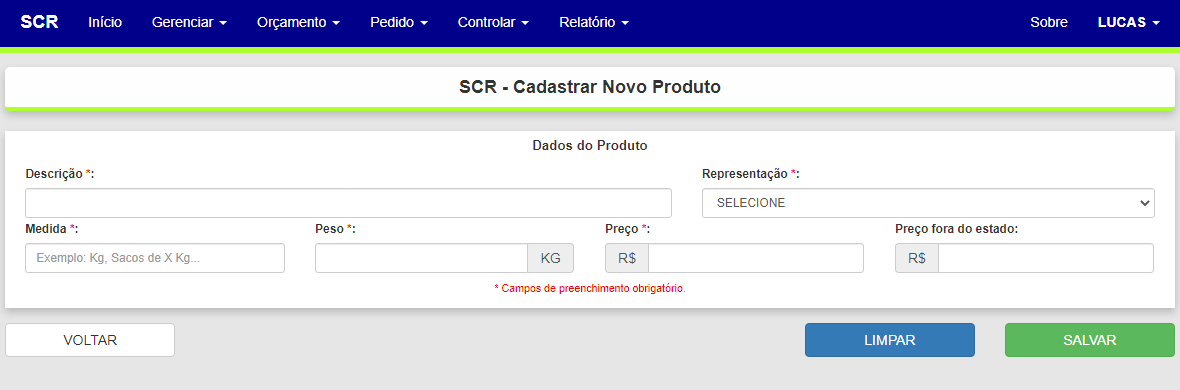 SCR Início Gerenciar Orçamento Pedido Controlar Relatório Sobre LUCAS
SCR - Cadastrar Novo Produto
Dados do Produto
Descrição *: Representação *:
SELECIONE
Medida *: Peso *: Preço *: Preço fora do estado:
Exemplo: Kg, Sacos de X Kg... KG R$ R$
* Campos de preenchimento obrigatório.
VOLTAR LIMPAR SALVAR